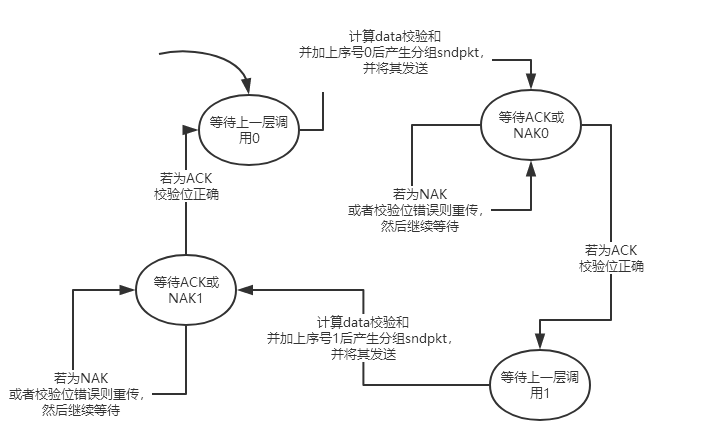 计算data校验和
并加上序号0后产生分组sndpkt，
并将其发送
等待上一层调
用0
等待ACK或
NAK0
若为ACK
校验位正确
若为NAK
或者校验位错误则重传，
然后继续等待
若为ACK
校验位正确
等待ACK或
NAK1
计算data校验和
并加上序号1后产生分组sndpkt，
并将其发送
若为NAK
或者校验位错误则重传，
然后继续等待
等待上一层调
用1